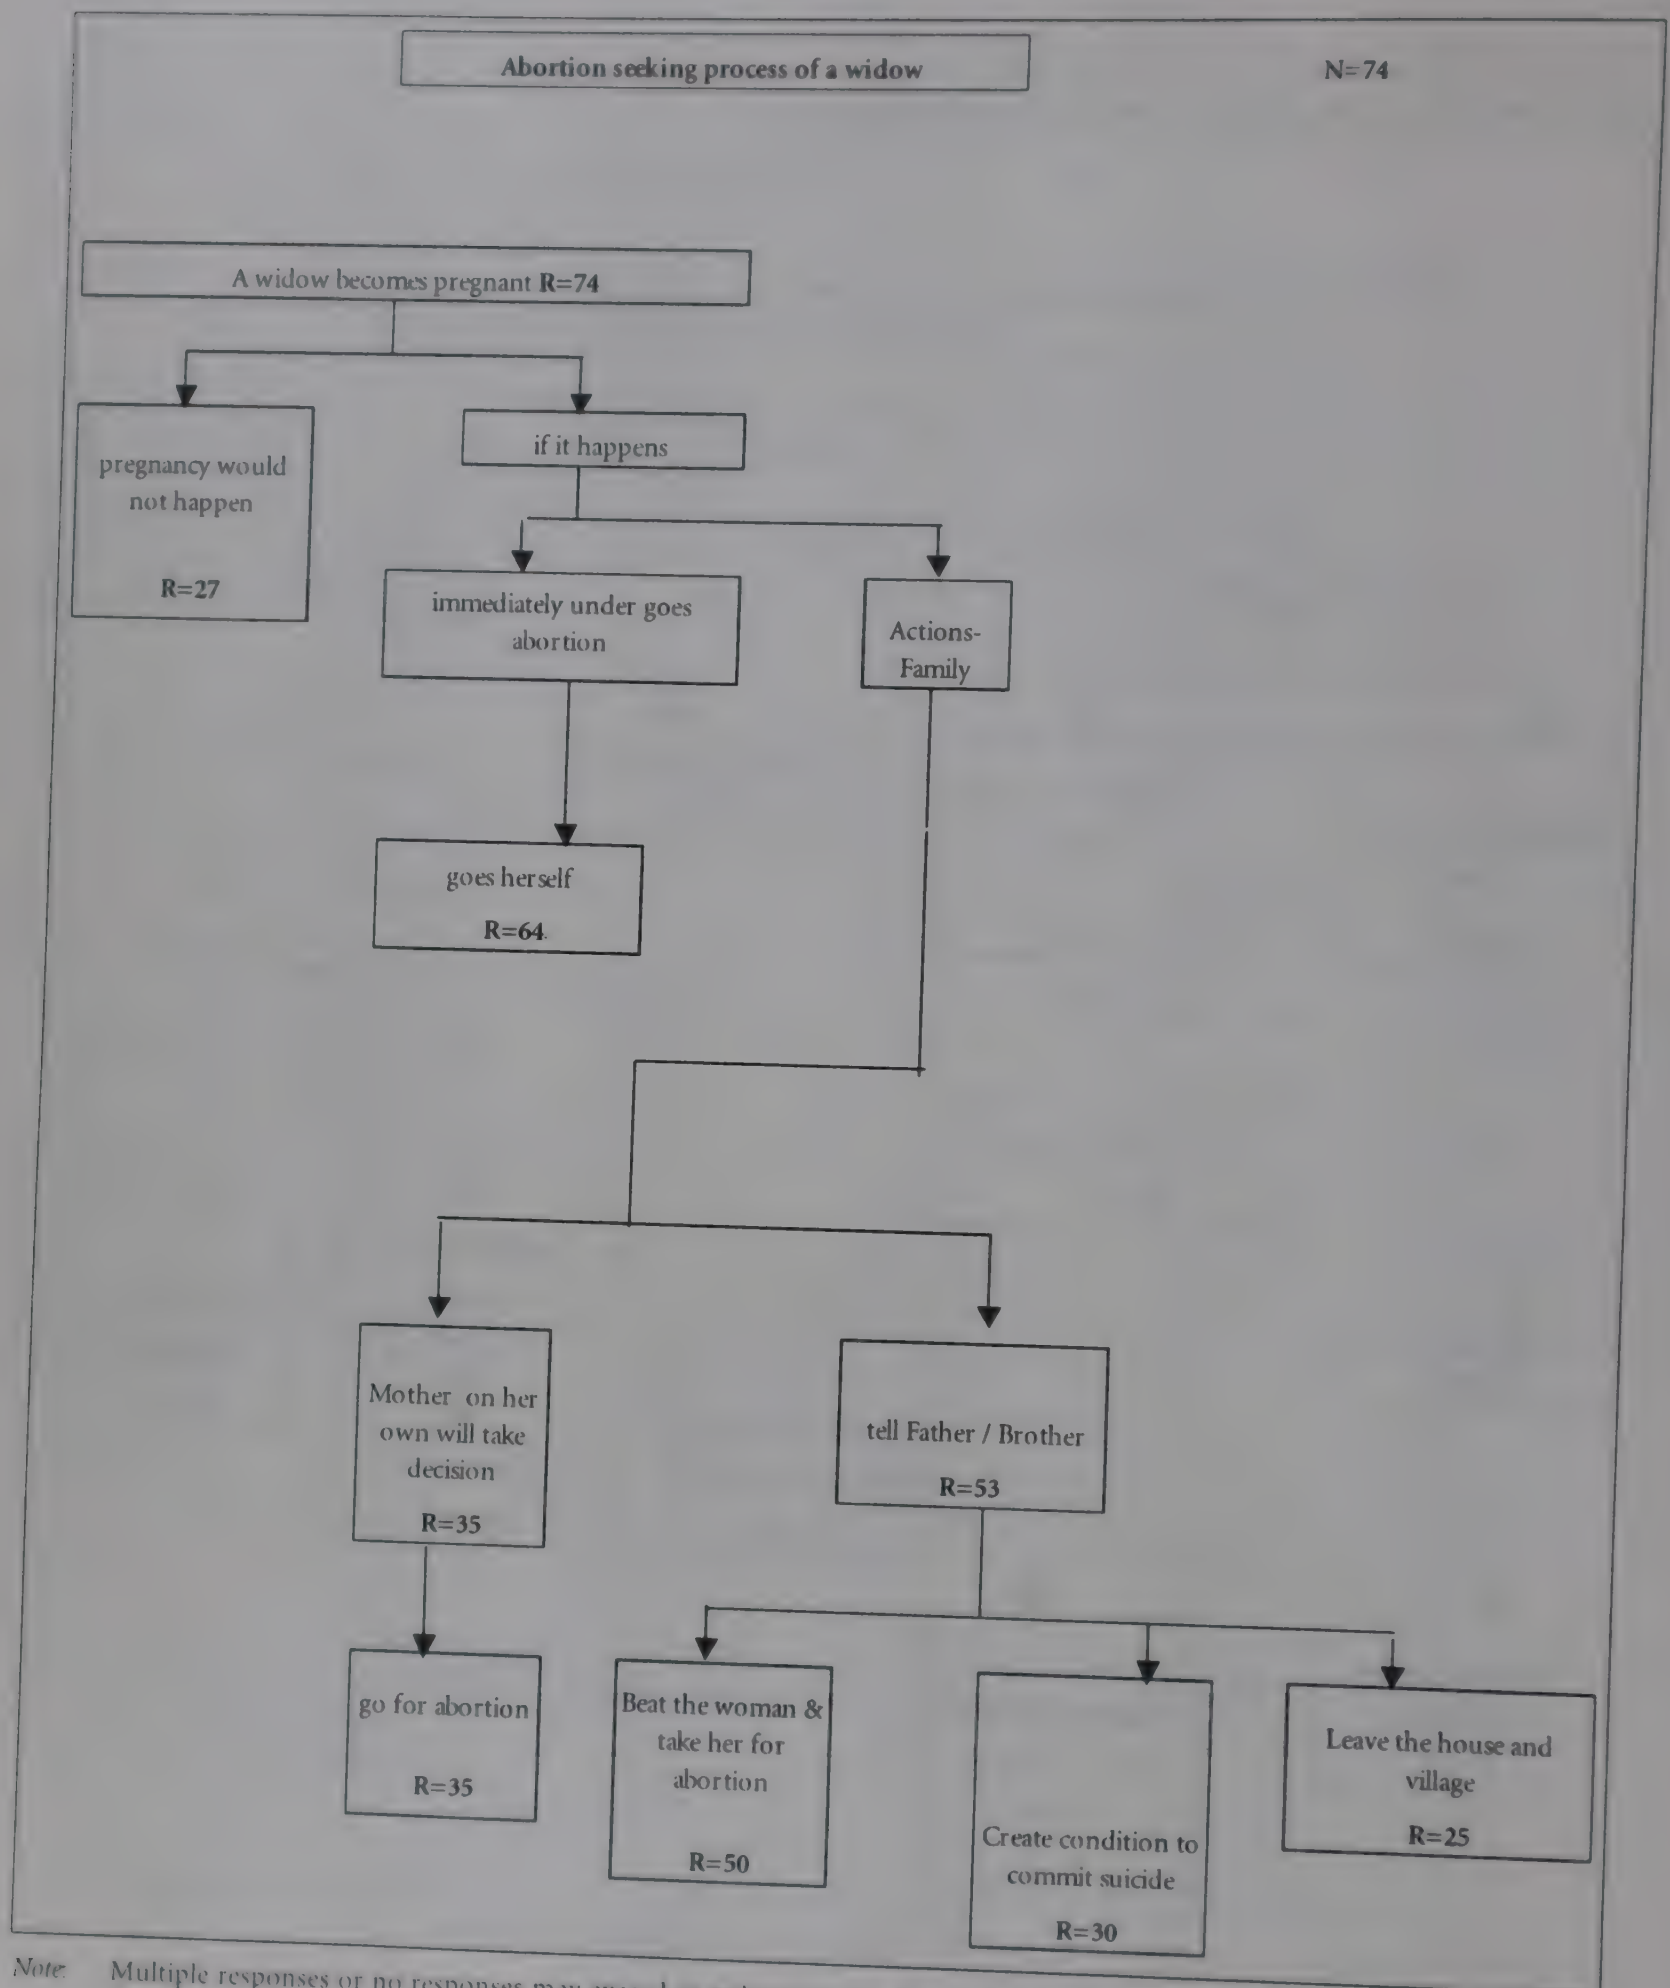 Abortion seeking process of a widow
N=74
A widow becomes pregnant R=74
pregnancy would
not happen
R=27
if it happens
immediately under goes
abortion
Actions-
Family
goes herself
R=64
Mother on her
own will take
decision
R=35
tell Father / Brother
R=53
go for abortion
R=35
Beat the woman &
take her for
abortion
R=50
Create condition to
commit suicide
R=30
Leave the house and
village
R=25
Note: Multiple responses or no responses may